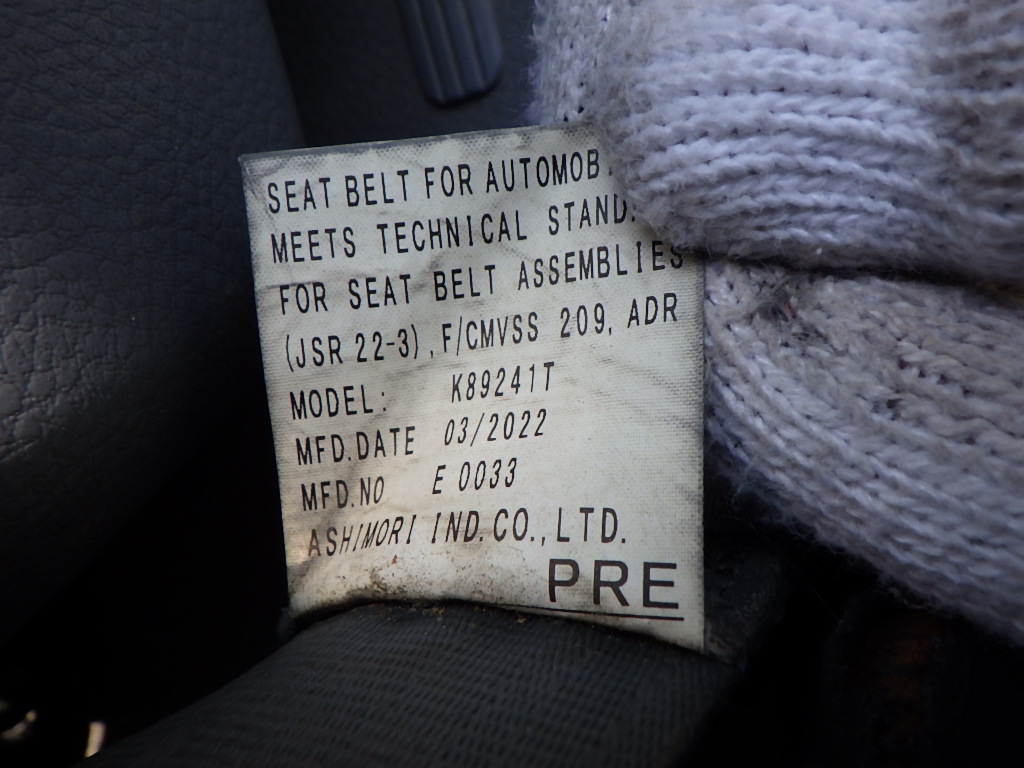 SEAT BELT FOR AUTOMOB
MEETS TECHNICAL STAND
FOR SEAT BELT ASSEMBLIES
(JSR 22-3), F/CMVSS 209, ADR
MODEL: K89241T
MFD.DATE 03/2022
MFD.NO E 0033
ASHIMORI IND.CO.,LTD.
PRE